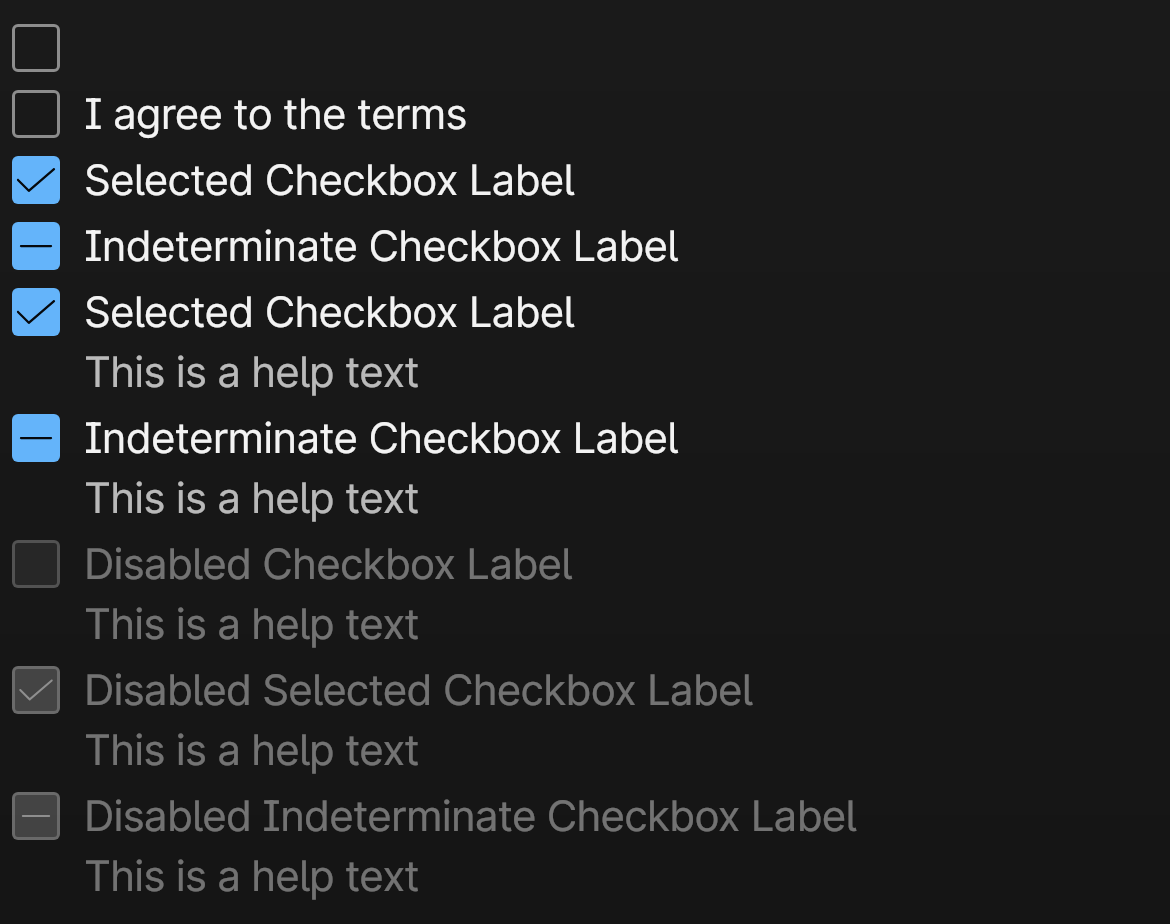 I agree to the terms
Selected Checkbox Label
Indeterminate Checkbox Label
Selected Checkbox Label
This is a help text
Indeterminate Checkbox Label
This is a help text
Disabled Checkbox Label
This is a help text
Disabled Selected Checkbox Label
This is a help text
Disabled Indeterminate Checkbox Label
This is a help text